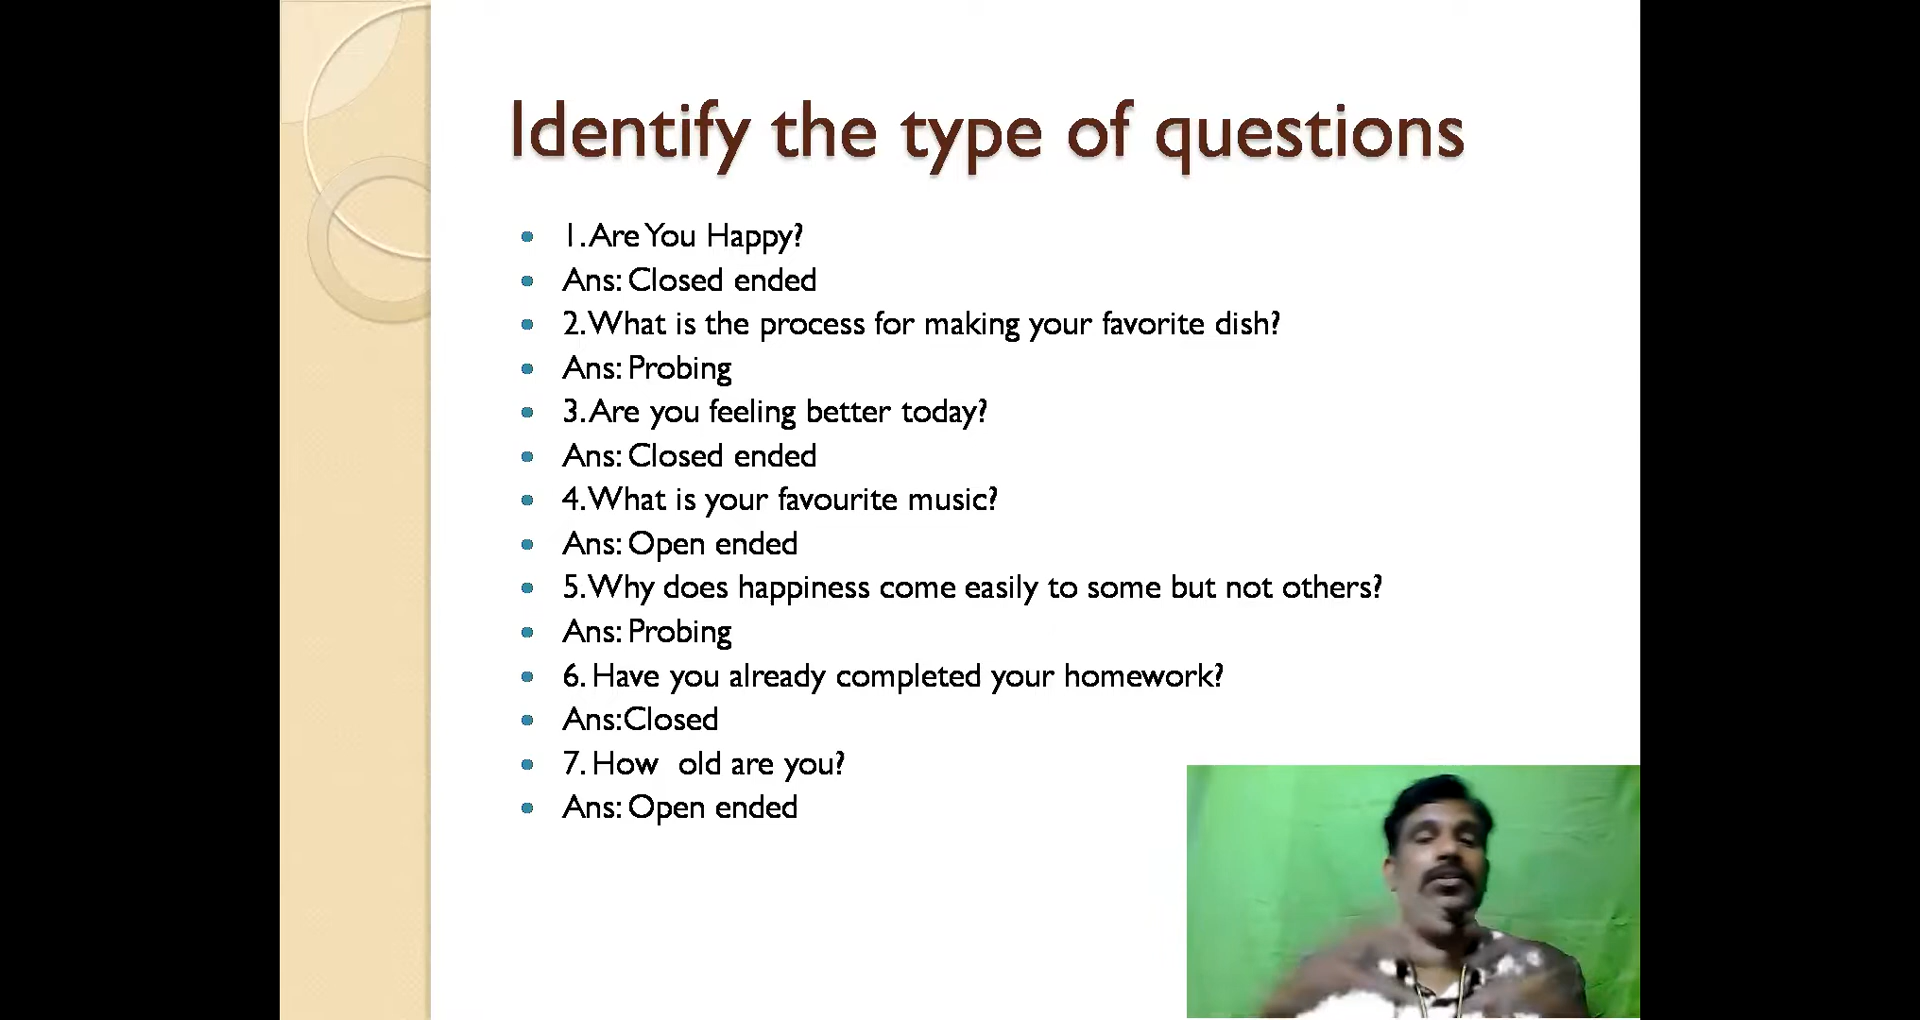 Identify the type of questions
1. Are You Happy?
Ans: Closed ended
2. What is the process for making your favorite dish?
Ans: Probing
3. Are you feeling better today?
Ans: Closed ended
4. What is your favourite music?
Ans: Open ended
5. Why does happiness come easily to some but not others?
Ans: Probing
6. Have you already completed your homework?
Ans:Closed
7. How  old are you?
Ans: Open ended